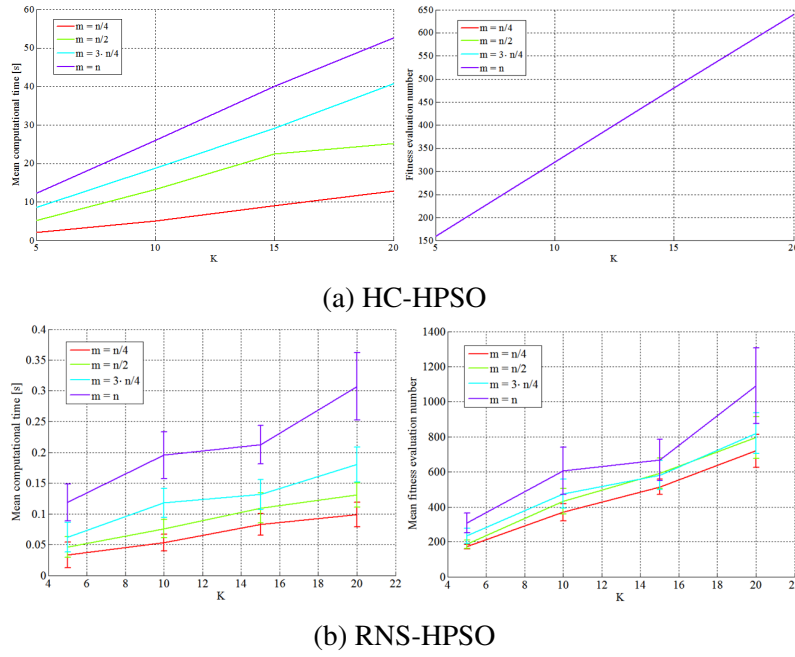 Mean computational time [s]
60
50
40
30
20
10
0
m = n/4
m = n/2
m = 3· n/4
m = n
5
10
15
20
K
Fitness evaluation number
650
600
550
500
450
400
350
300
250
200
150
m = n/4
m = n/2
m = 3· n/4
m = n
5
10
15
20
K
(a) HC-HPSO
Mean computational time [s]
0.4
0.35
0.3
0.25
0.2
0.15
0.1
0.05
0
m = n/4
m = n/2
m = 3· n/4
m = n
4
6
8
10
12
14
16
18
20
22
K
Mean fitness evaluation number
1400
1200
1000
800
600
400
200
0
m = n/4
m = n/2
m = 3· n/4
m = n
4
6
8
10
12
14
16
18
20
22
K
(b) RNS-HPSO